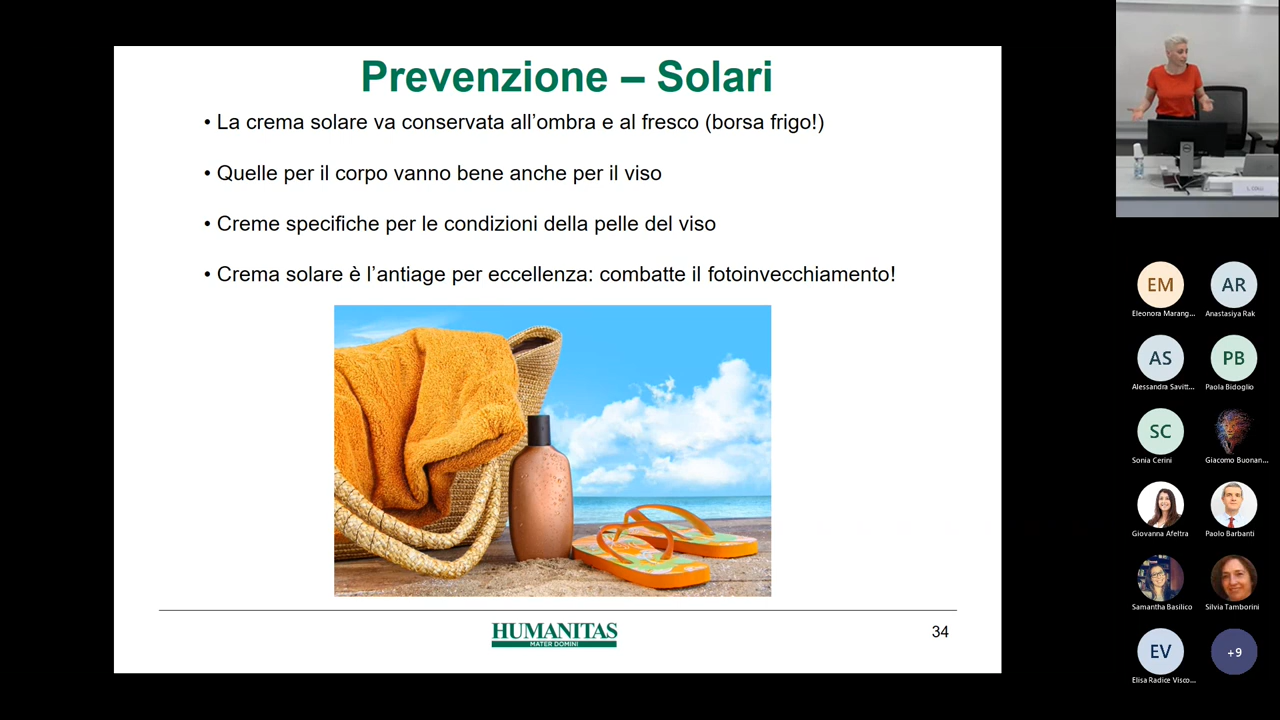 Prevenzione – Solari
• La crema solare va conservata all'ombra e al fresco (borsa frigo!)
• Quelle per il corpo vanno bene anche per il viso
• Creme specifiche per le condizioni della pelle del viso
• Crema solare è l'antiage per eccellenza: combatte il fotoinvecchiamento!
HUMANITAS
MATER DOMINI
34
EM
Eleonora Marang...
AR
Anastasiya Rak
AS
Alessandra Savitt...
PB
Paola Bidoglio
SC
Sonia Cerini
Giacomo Buonan...
Giovanna Afeltra
Paolo Barbanti
Samantha Basilico
Silvia Tamborini
EV
Elisa Radice Visco...
+9